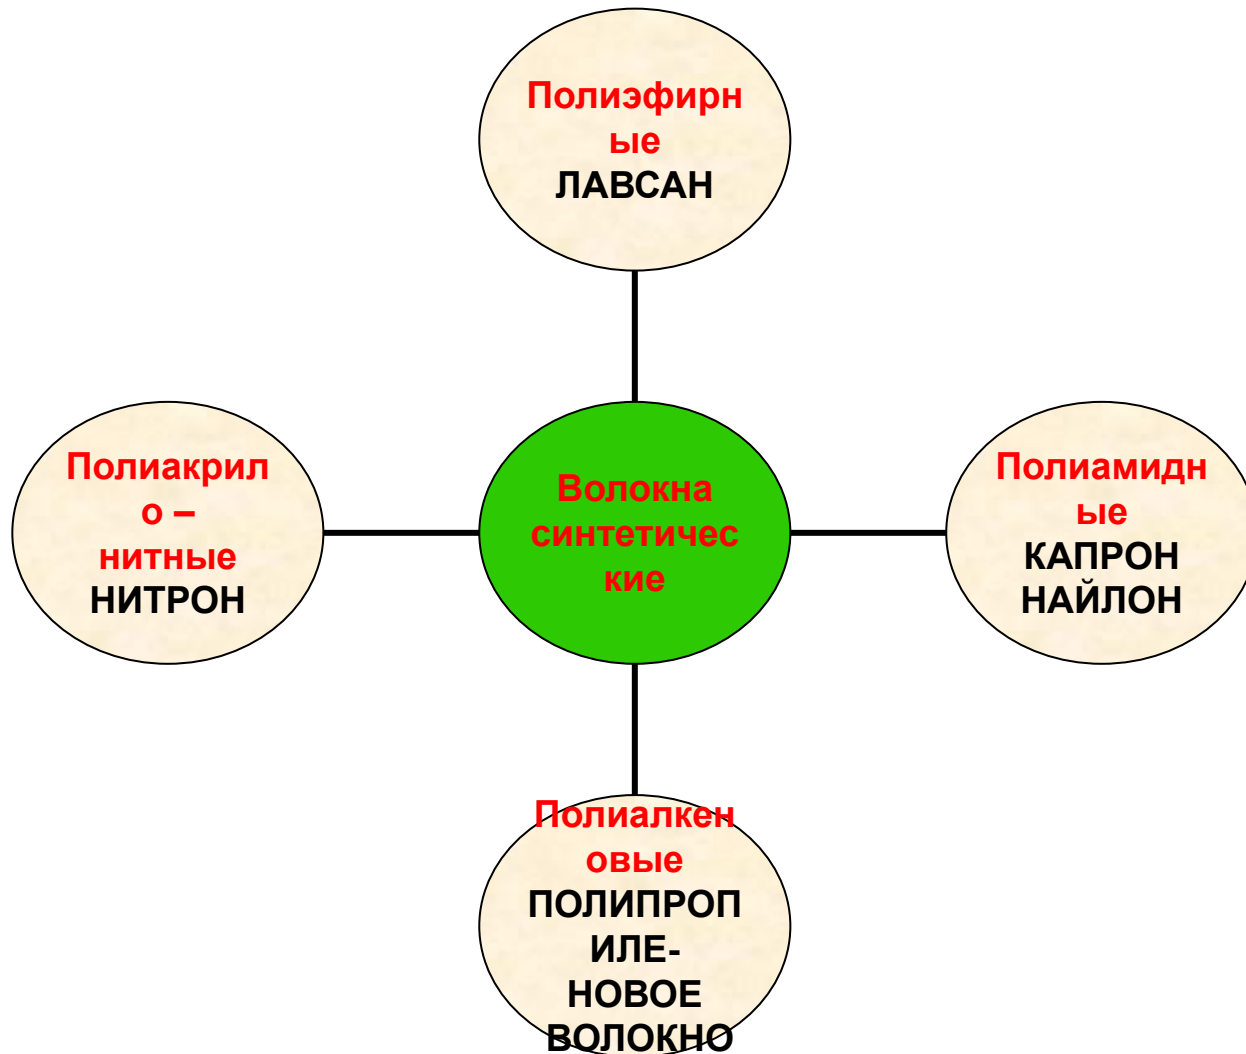 Полиэфирн
ые
ЛАВСАН
Полиакрил
о –
нитные
НИТРОН
Волокна
синтетичес
кие
Полиамидн
ые
КАПРОН
НАЙЛОН
Полиалкен
овые
ПОЛИПРОП
ИЛЕ-
НОВОЕ
ВОЛОКНО